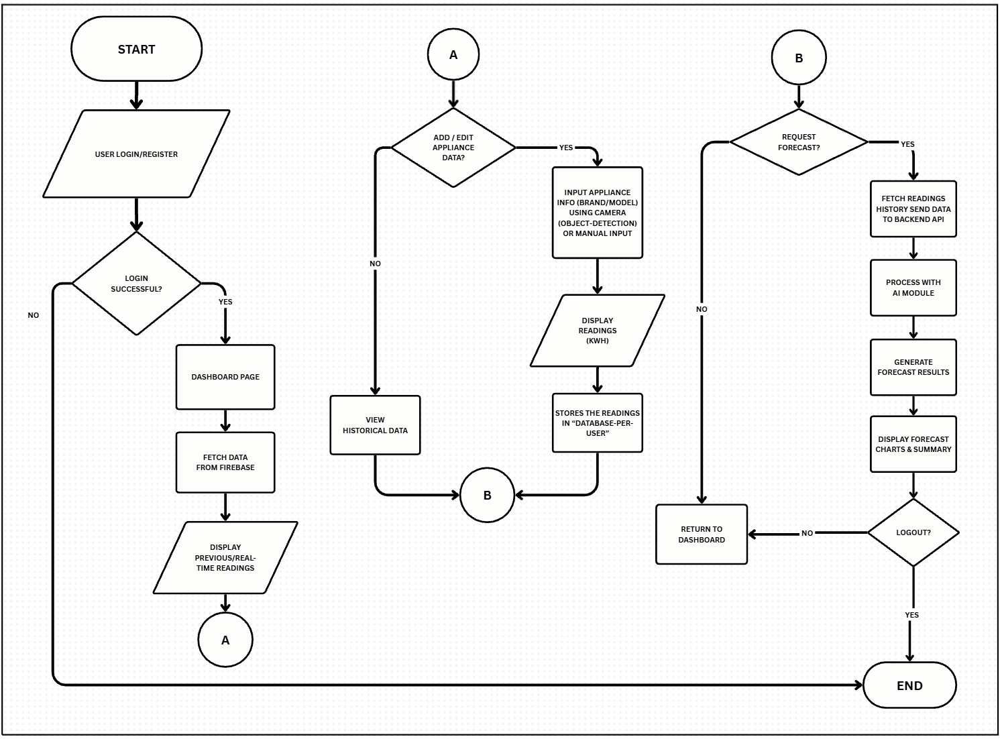 START
USER LOGIN/REGISTER
LOGIN
SUCCESSFUL?
NO
YES
DASHBOARD PAGE
FETCH DATA
FROM FIREBASE
DISPLAY
PREVIOUS/REAL-
TIME READINGS
A
A
ADD / EDIT
APPLIANCE
DATA?
YES
NO
INPUT APPLIANCE
INFO (BRAND/MODEL)
USING CAMERA
(OBJECT-DETECTION)
OR MANUAL INPUT
DISPLAY
READINGS
(KWH)
STORES THE READINGS
IN “DATABASE-PER-
USER”
VIEW
HISTORICAL DATA
B
B
REQUEST
FORECAST?
YES
NO
FETCH READINGS
HISTORY SEND DATA
TO BACKEND API
PROCESS WITH
AI MODULE
GENERATE
FORECAST RESULTS
DISPLAY FORECAST
CHARTS & SUMMARY
LOGOUT?
NO
RETURN TO
DASHBOARD
YES
END